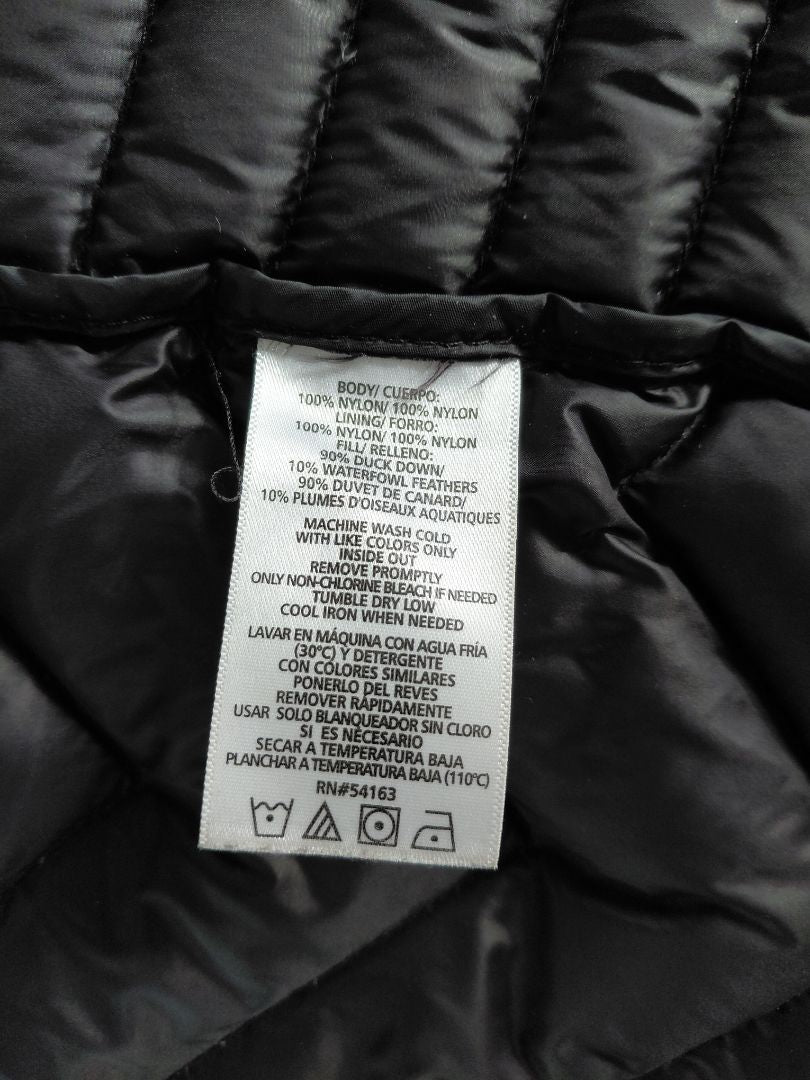 BODY/ CUERPO:
100% NYLON/ 100% NYLON
LINING/ FORRO:
100% NYLON/ 100% NYLON
FILL/ RELLENO:
90% DUCK DOWN/
10% WATERFOWL FEATHERS
90% DUVET DE CANARD/
10% PLUMES D'OISEAUX AQUATIQUES
MACHINE WASH COLD
WITH LIKE COLORS ONLY
INSIDE OUT
REMOVE PROMPTLY
ONLY NON-CHLORINE BLEACH IF NEEDED
TUMBLE DRY LOW
COOL IRON WHEN NEEDED
LAVAR EN MÁQUINA CON AGUA FRÍA
(30°C) Y DETERGENTE
CON COLORES SIMILARES
PONERLO DEL REVES
REMOVER RÁPIDAMENTE
USAR SOLO BLANQUEADOR SIN CLORO
SI ES NECESARIO
SECAR A TEMPERATURA BAJA
PLANCHAR A TEMPERATURA BAJA (110°C)
RN#54163